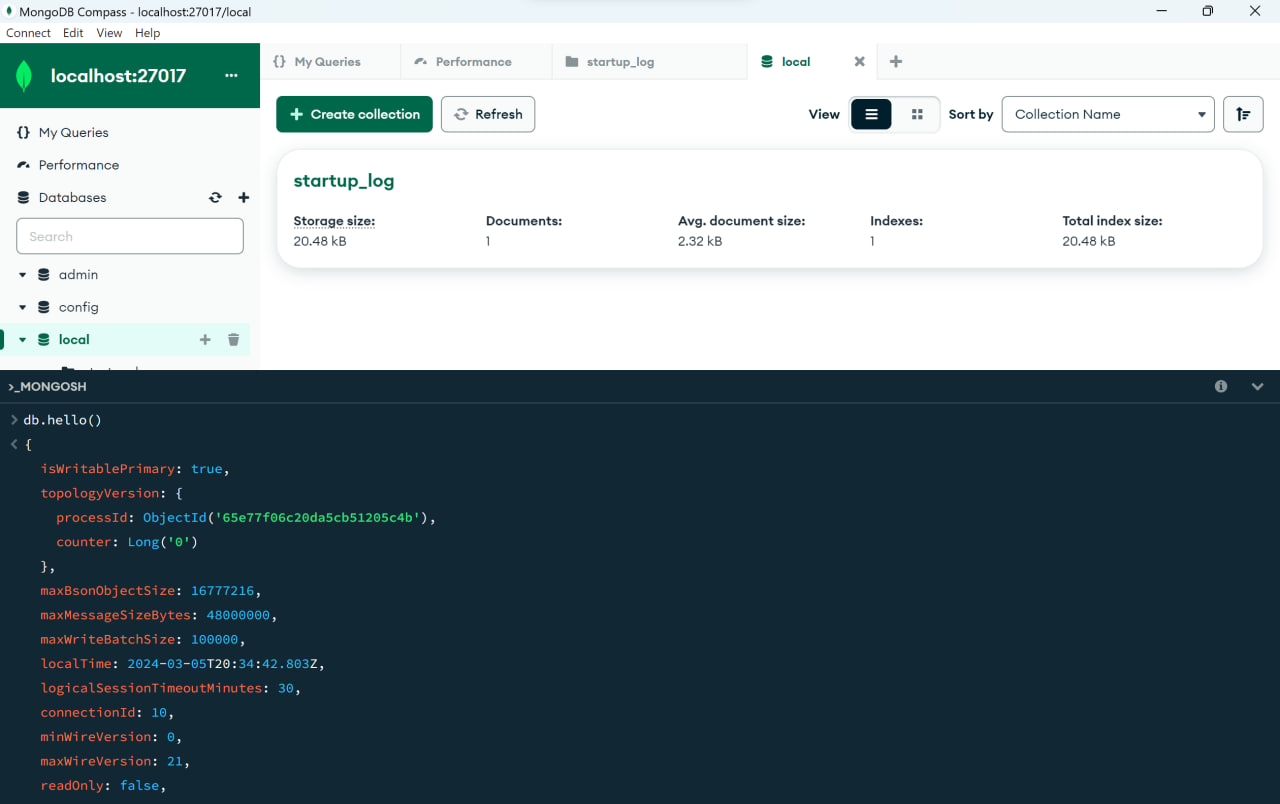 MongoDB Compass - localhost:27017/local
Connect Edit View Help
localhost:27017 ...
{} My Queries
Performance
startup_log
local
My Queries
Performance
Databases
Search
admin
config
local
Create collection
Refresh
View
Sort by
Collection Name
startup_log
Storage size: Documents: Avg. document size: Indexes: Total index size:
20.48 kB 1 2.32 kB 1 20.48 kB
>_MONGOSH
> db.hello()
< {
isWritablePrimary: true,
topologyVersion: {
processId: ObjectId('65e77f06c20da5cb51205c4b'),
counter: Long('0')
},
maxBsonObjectSize: 16777216,
maxMessageSizeBytes: 48000000,
maxWriteBatchSize: 100000,
localTime: 2024-03-05T20:34:42.803Z,
logicalSessionTimeoutMinutes: 30,
connectionId: 10,
minWireVersion: 0,
maxWireVersion: 21,
readOnly: false,